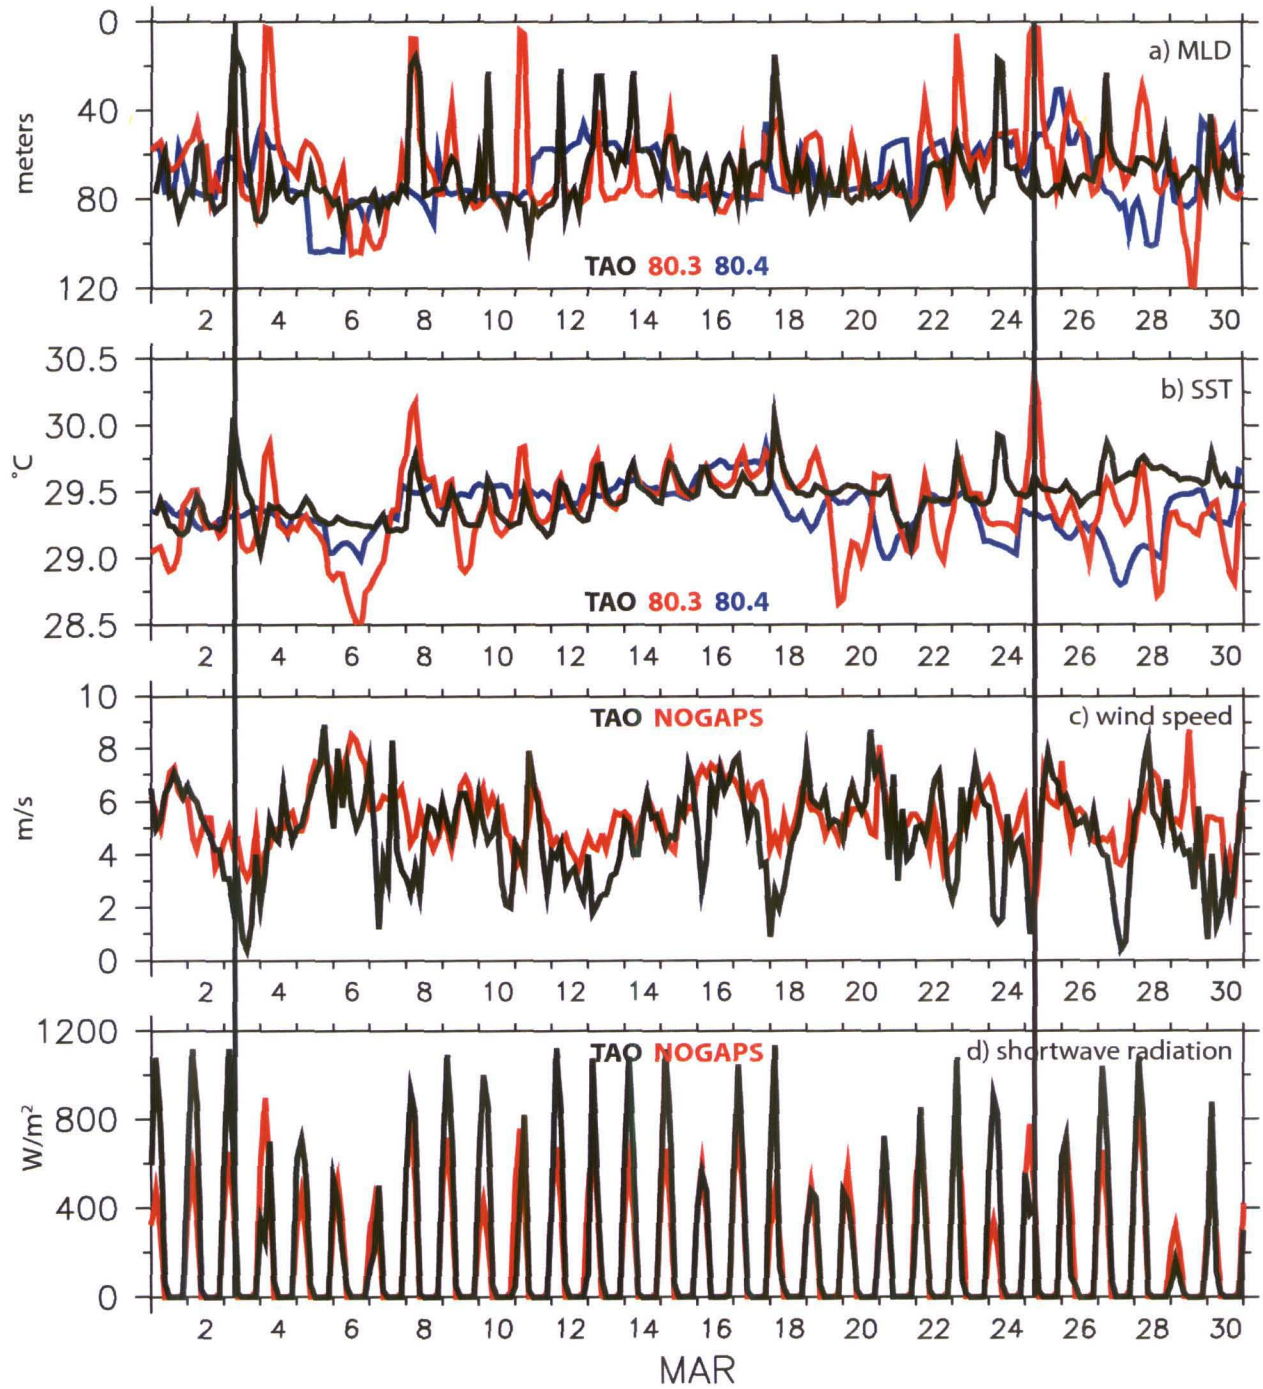 0
a) MLD
40
meters
80
TAO 80.3 80.4
120
2 4 6 8 10 12 14 16 18 20 22 24 26 28 30
30.5
b) SST
30.0
°C
29.5
29.0
TAO 80.3 80.4
28.5
2 4 6 8 10 12 14 16 18 20 22 24 26 28 30
10
TAO NOGAPS
c) wind speed
8
6
m/s
4
2
0
2 4 6 8 10 12 14 16 18 20 22 24 26 28 30
1200
TAO NOGAPS
d) shortwave radiation
800
W/m²
400
0
2 4 6 8 10 12 14 16 18 20 22 24 26 28 30
MAR